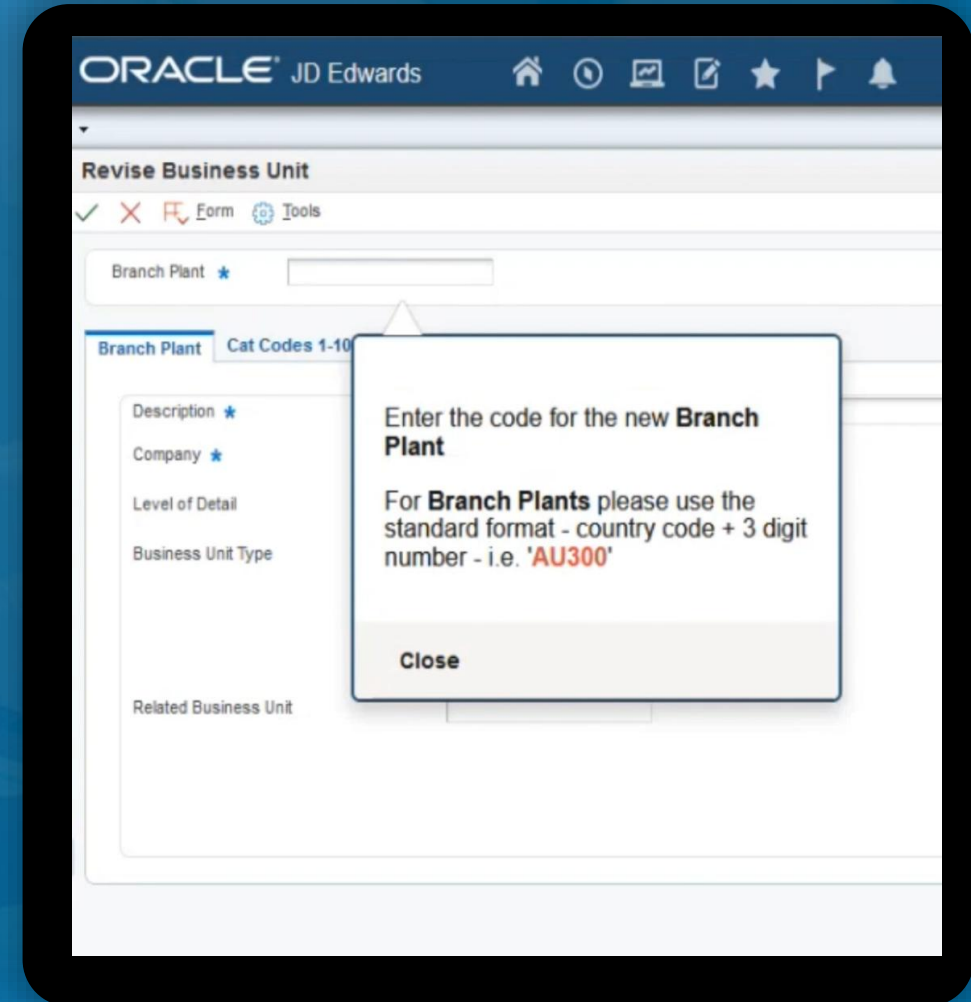 ORACLE JD Edwards
Revise Business Unit
Form Tools
Branch Plant *
Branch Plant Cat Codes 1-10
Description *
Company *
Level of Detail
Business Unit Type
Related Business Unit
Enter the code for the new Branch
Plant
For Branch Plants please use the
standard format - country code + 3 digit
number - i.e. 'AU300'
Close